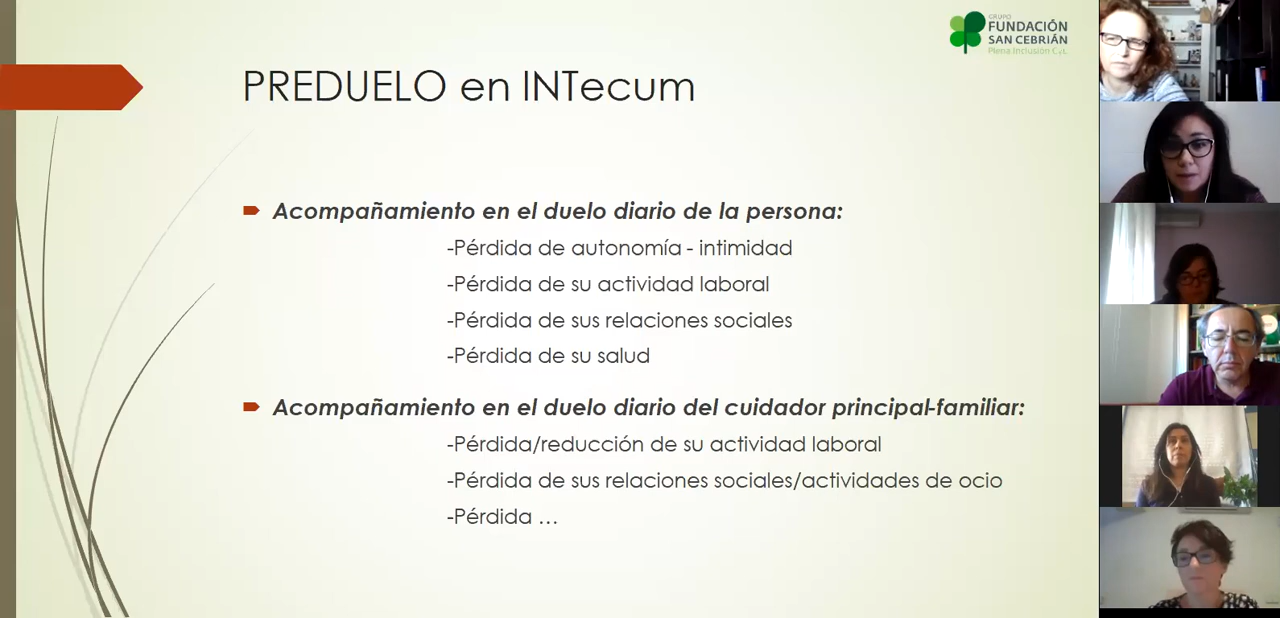 GRUPO
FUNDACIÓN
SAN CEBRIÁN
Plena Inclusión CyL
PREDUELO en INTecum
Acompañamiento en el duelo diario de la persona:
-Pérdida de autonomía - intimidad
-Pérdida de su actividad laboral
-Pérdida de sus relaciones sociales
-Pérdida de su salud
Acompañamiento en el duelo diario del cuidador principal-familiar:
-Pérdida/reducción de su actividad laboral
-Pérdida de sus relaciones sociales/actividades de ocio
-Pérdida …